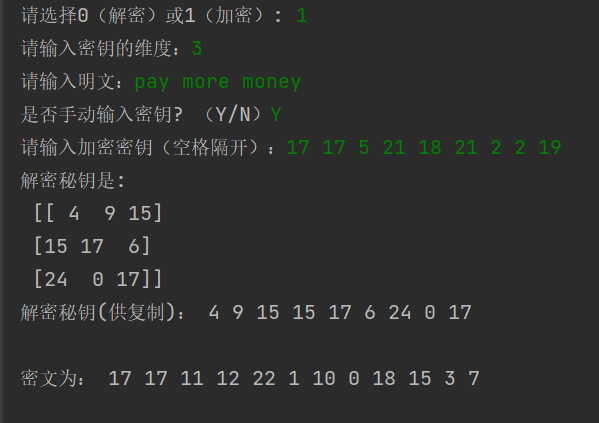 请选择0（解密）或1（加密）: 1
请输入密钥的维度：3
请输入明文：pay more money
是否手动输入密钥? （Y/N）Y
请输入加密密钥（空格隔开）：17 17 5 21 18 21 2 2 19
解密秘钥是:
[[ 4  9 15]
[15 17  6]
[24  0 17]]
解密秘钥(供复制)： 4 9 15 15 17 6 24 0 17
密文为： 17 17 11 12 22 1 10 0 18 15 3 7